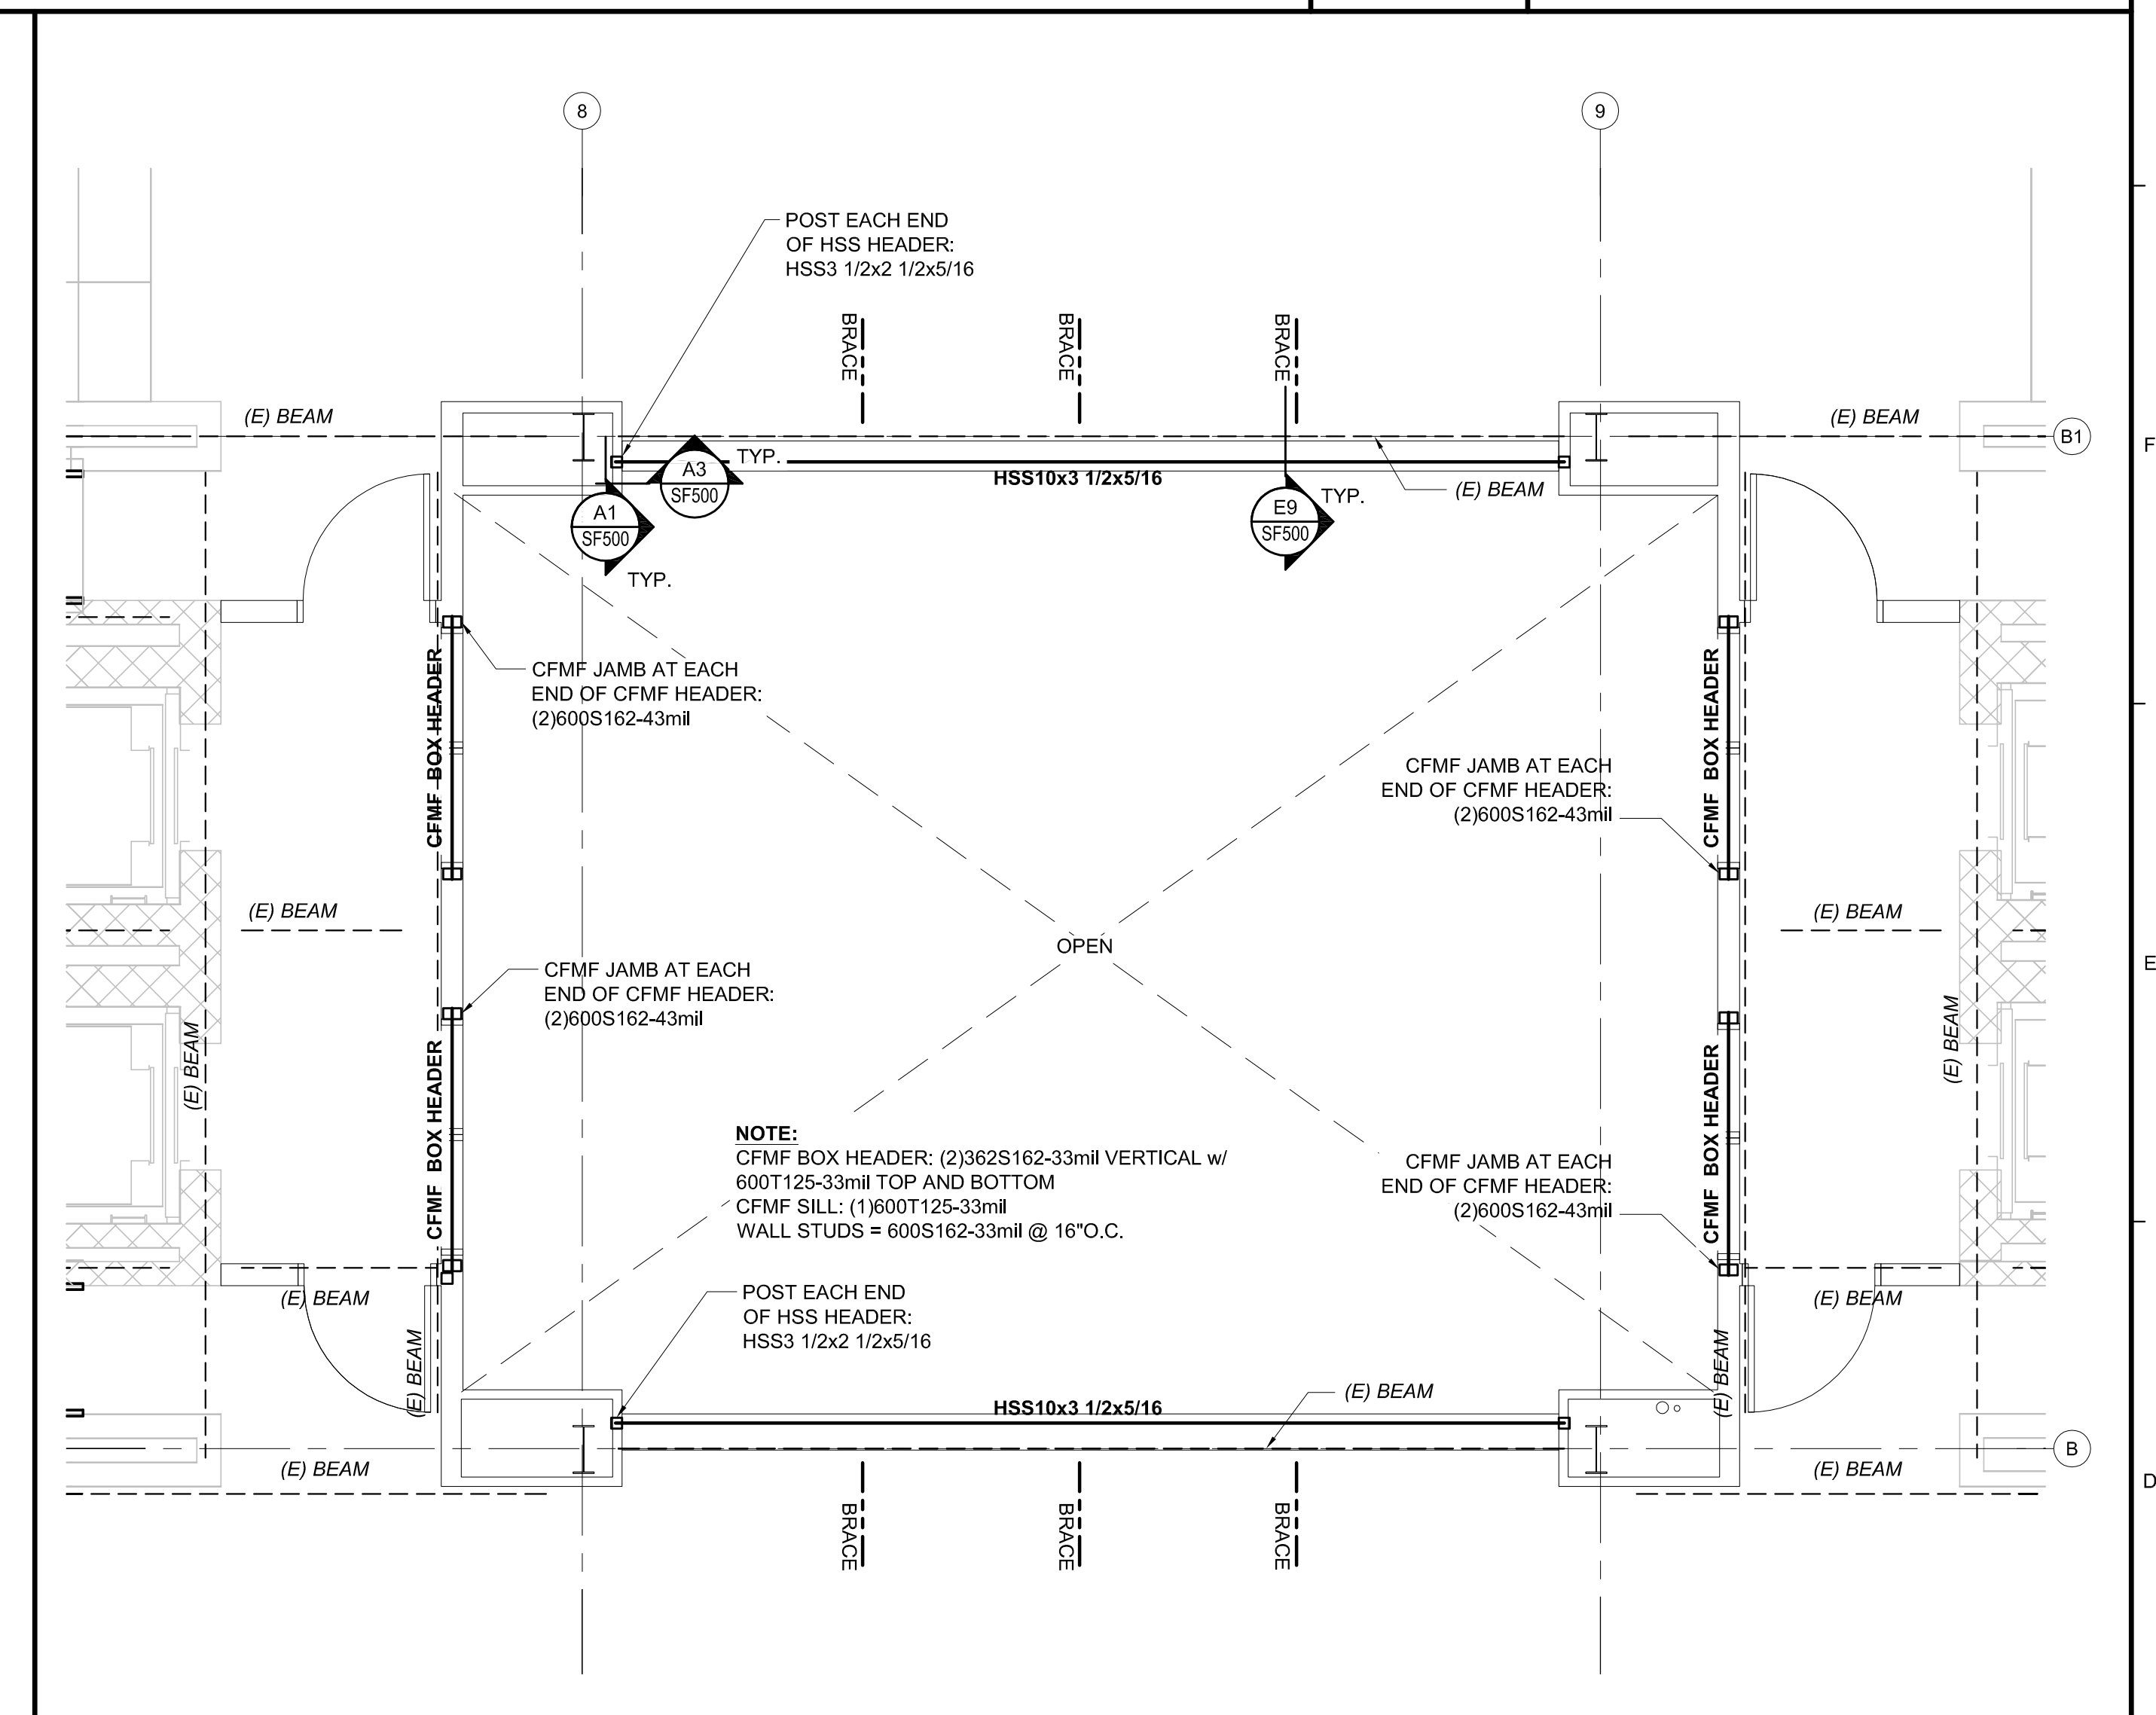 8
9
POST EACH END
OF HSS HEADER:
HSS3 1/2x2 1/2x5/16
BRACE
BRACE
BRACE
(E) BEAM
(E) BEAM
B1
F
TYP.
A3
SF500
HSS10x3 1/2x5/16
(E) BEAM
A1
SF500
TYP.
E9
SF500
TYP.
CFMF BOX HEADER
CFMF JAMB AT EACH
END OF CFMF HEADER:
(2)600S162-43mil
CFMF BOX HEADER
CFMF JAMB AT EACH
END OF CFMF HEADER:
(2)600S162-43mil
(E) BEAM
(E) BEAM
OPEN
E
CFMF JAMB AT EACH
END OF CFMF HEADER:
(2)600S162-43mil
(E) BEAM
(E) BEAM
CFMF BOX HEADER
CFMF BOX HEADER
NOTE:
CFMF BOX HEADER: (2)362S162-33mil VERTICAL w/
600T125-33mil TOP AND BOTTOM
CFMF SILL: (1)600T125-33mil
WALL STUDS = 600S162-33mil @ 16"O.C.
CFMF JAMB AT EACH
END OF CFMF HEADER:
(2)600S162-43mil
(E) BEAM
(E) BEAM
POST EACH END
OF HSS HEADER:
HSS3 1/2x2 1/2x5/16
(E) BEAM
(E) BEAM
HSS10x3 1/2x5/16
(E) BEAM
B
(E) BEAM
(E) BEAM
D
BRACE
BRACE
BRACE